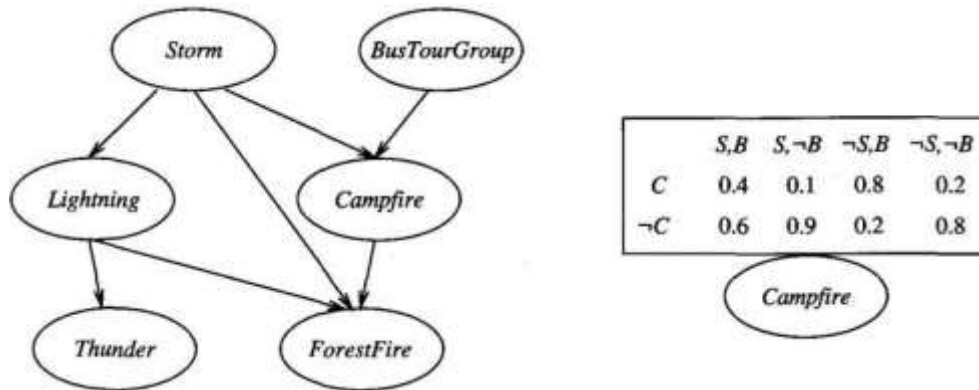 Storm
BusTourGroup
Lightning
Campfire
Thunder
ForestFire
S,B S,¬B ¬S,B ¬S,¬B
C 0.4 0.1 0.8 0.2
¬C 0.6 0.9 0.2 0.8
Campfire